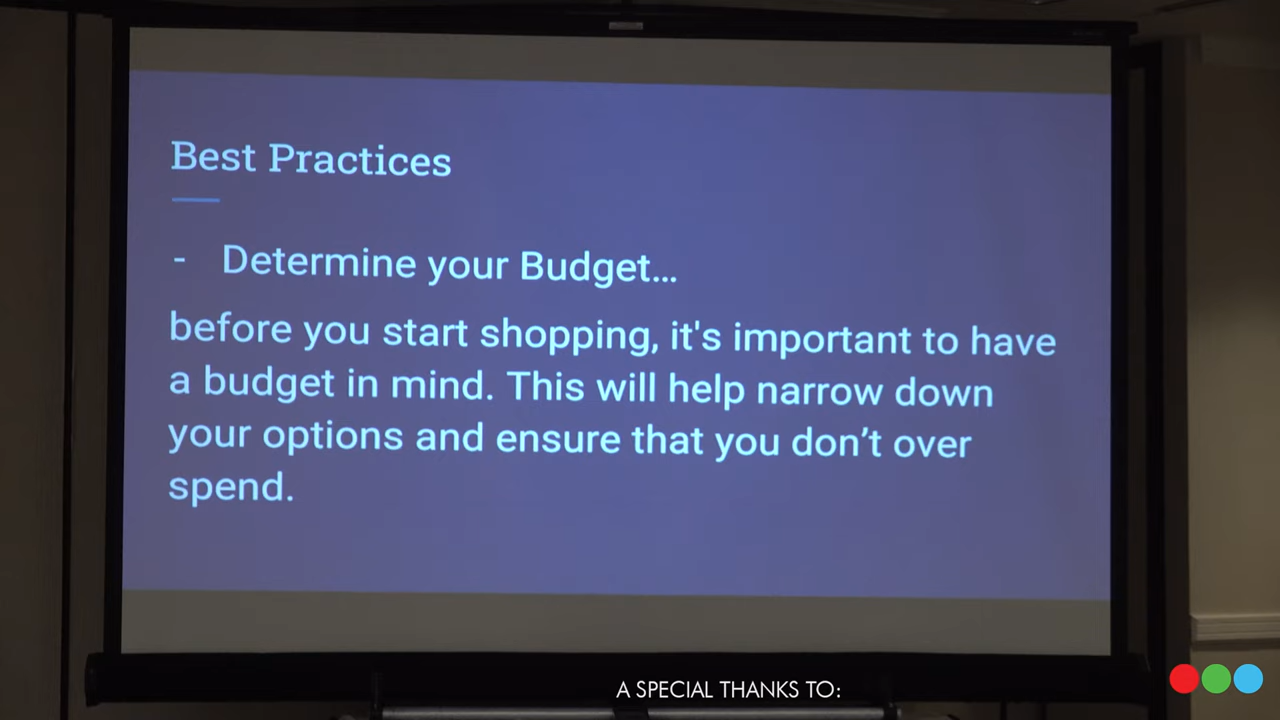 Best Practices
- Determine your Budget...
before you start shopping, it's important to have
a budget in mind. This will help narrow down
your options and ensure that you don’t over
spend.
A SPECIAL THANKS TO: